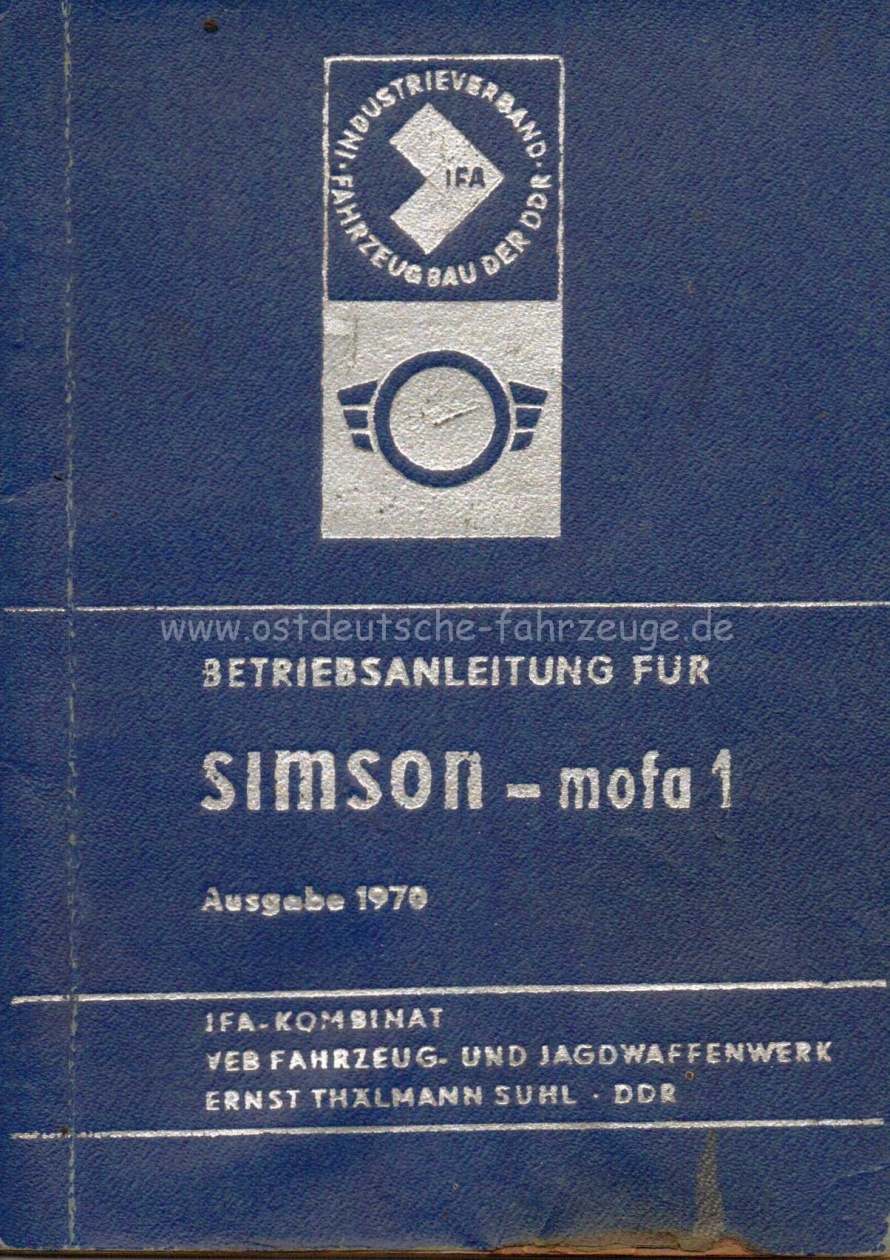 · INDUSTRIEVERBAND ·
FAHRZEUGBAU DER DDR
IFA
www.ostdeutsche-fahrzeuge.de
BETRIEBSANLEITUNG FÜR
SIMSON – mofa 1
Ausgabe 1970
IFA-KOMBINAT
VEB FAHRZEUG- UND JAGDWAFFENWERK
ERNST THÄLMANN SUHL · DDR